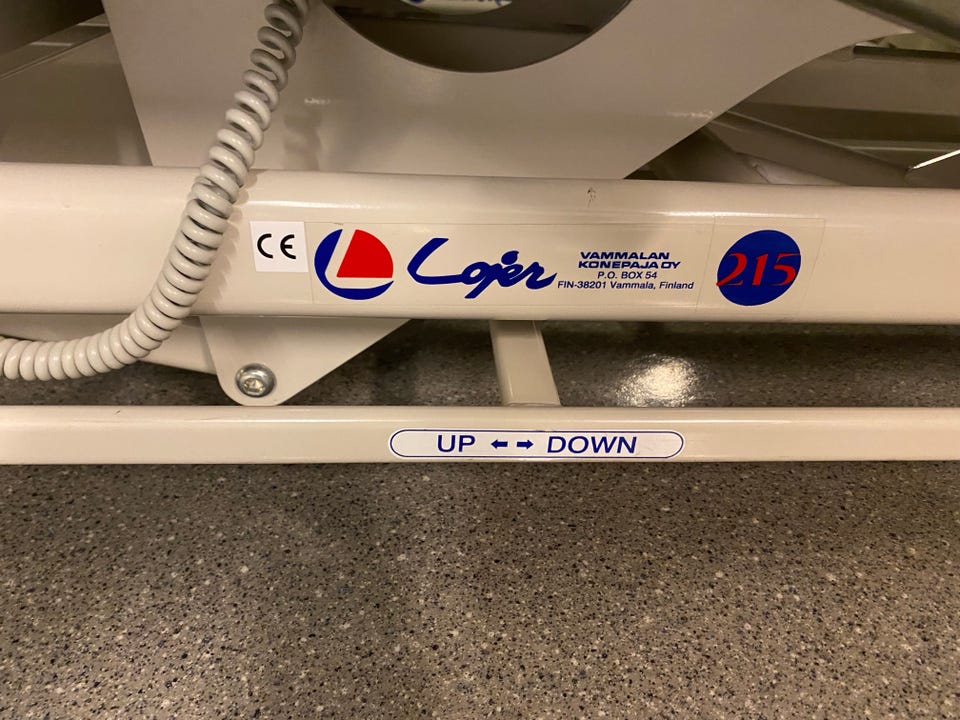 CE
Lojer
VAMMALAN
KONEPAJA OY
P.O. BOX 54
FIN-38201 Vammala, Finland
215
UP ← → DOWN